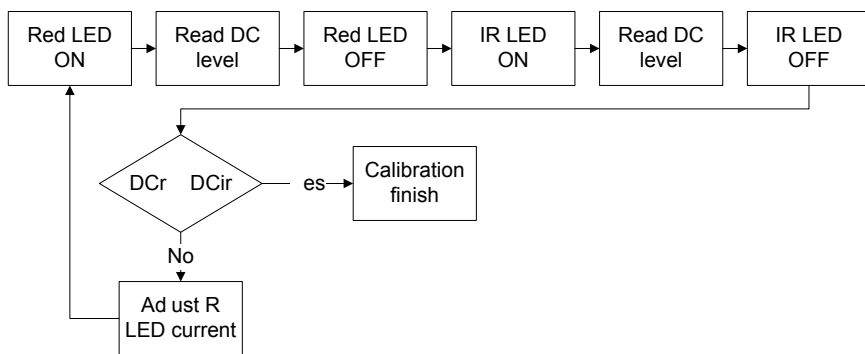 Red LED
ON
Read DC
level
Red LED
OFF
IR LED
ON
Read DC
level
IR LED
OFF
DCr DCir
es
Calibration
finish
No
Ad ust R
LED current